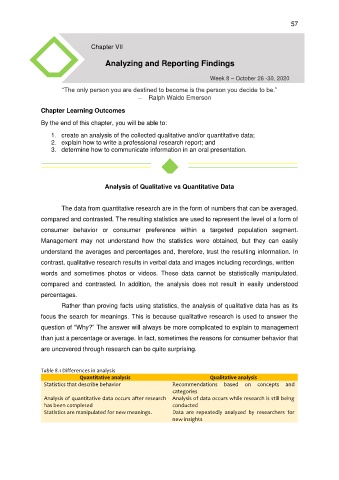 57
Chapter VII
Analyzing and Reporting Findings
Week 8 – October 26 -30, 2020
“The only person you are destined to become is the person you decide to be.”
– Ralph Waldo Emerson
Chapter Learning Outcomes
By the end of this chapter, you will be able to:
1. create an analysis of the collected qualitative and/or quantitative data;
2. explain how to write a professional research report; and
3. determine how to communicate information in an oral presentation.
Analysis of Qualitative vs Quantitative Data
The data from quantitative research are in the form of numbers that can be averaged,
compared and contrasted. The resulting statistics are used to represent the level of a form of
consumer behavior or consumer preference within a targeted population segment.
Management may not understand how the statistics were obtained, but they can easily
understand the averages and percentages and, therefore, trust the resulting information. In
contrast, qualitative research results in verbal data and images including recordings, written
words and sometimes photos or videos. These data cannot be statistically manipulated,
compared and contrasted. In addition, the analysis does not result in easily understood
percentages.
Rather than proving facts using statistics, the analysis of qualitative data has as its
focus the search for meanings. This is because qualitative research is used to answer the
question of “Why?” The answer will always be more complicated to explain to management
than just a percentage or average. In fact, sometimes the reasons for consumer behavior that
are uncovered through research can be quite surprising.
Table 8.1 Differences in analysis
Quantitative analysis Qualitative analysis
Statistics that describe behavior Recommendations based on concepts and
categories
Analysis of quantitative data occurs after research Analysis of data occurs while research is still being
has been completed conducted
Statistics are manipulated for new meanings. Data are repeatedly analyzed by researchers for
new insights